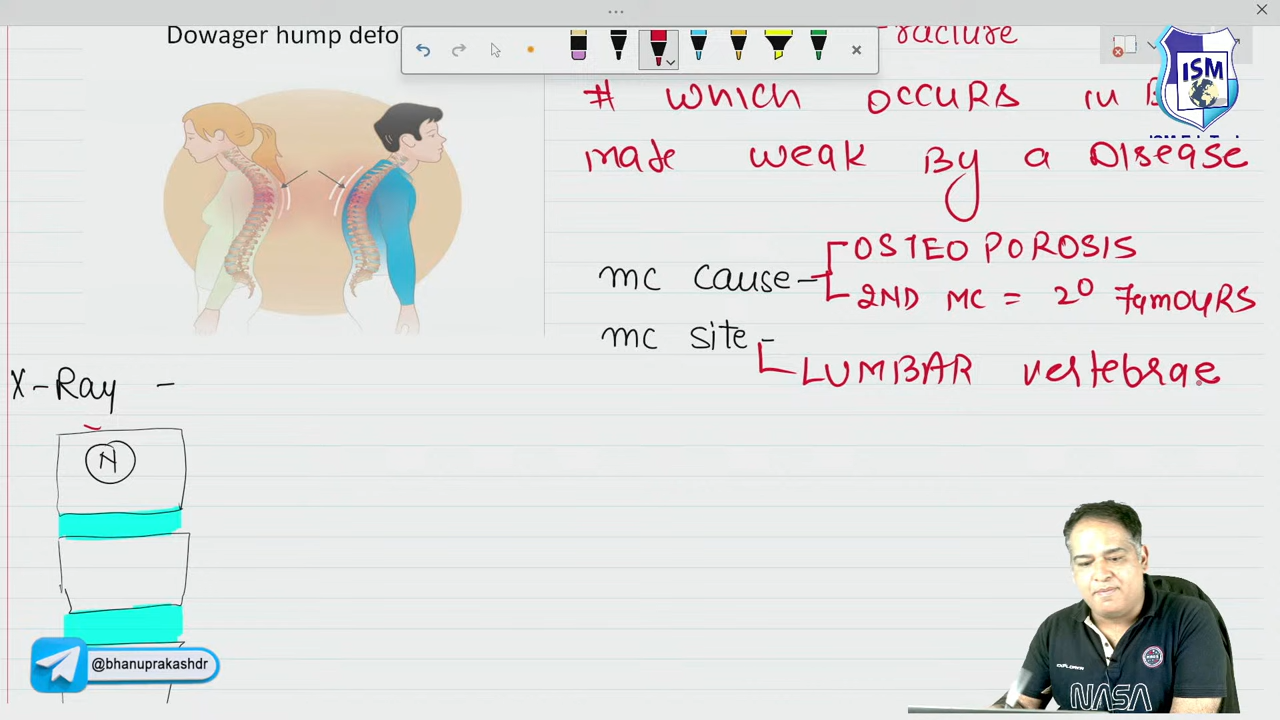 Dowager hump defo
racture
# which occurs in B
made weak By a Disease
mc cause - OSTEOPOROSIS
2ND MC = 2°
mc site -
LUMBAR vertebrae
X-Ray -
N
ISM
@bhanuprakashdr
EXPLORER
NASA